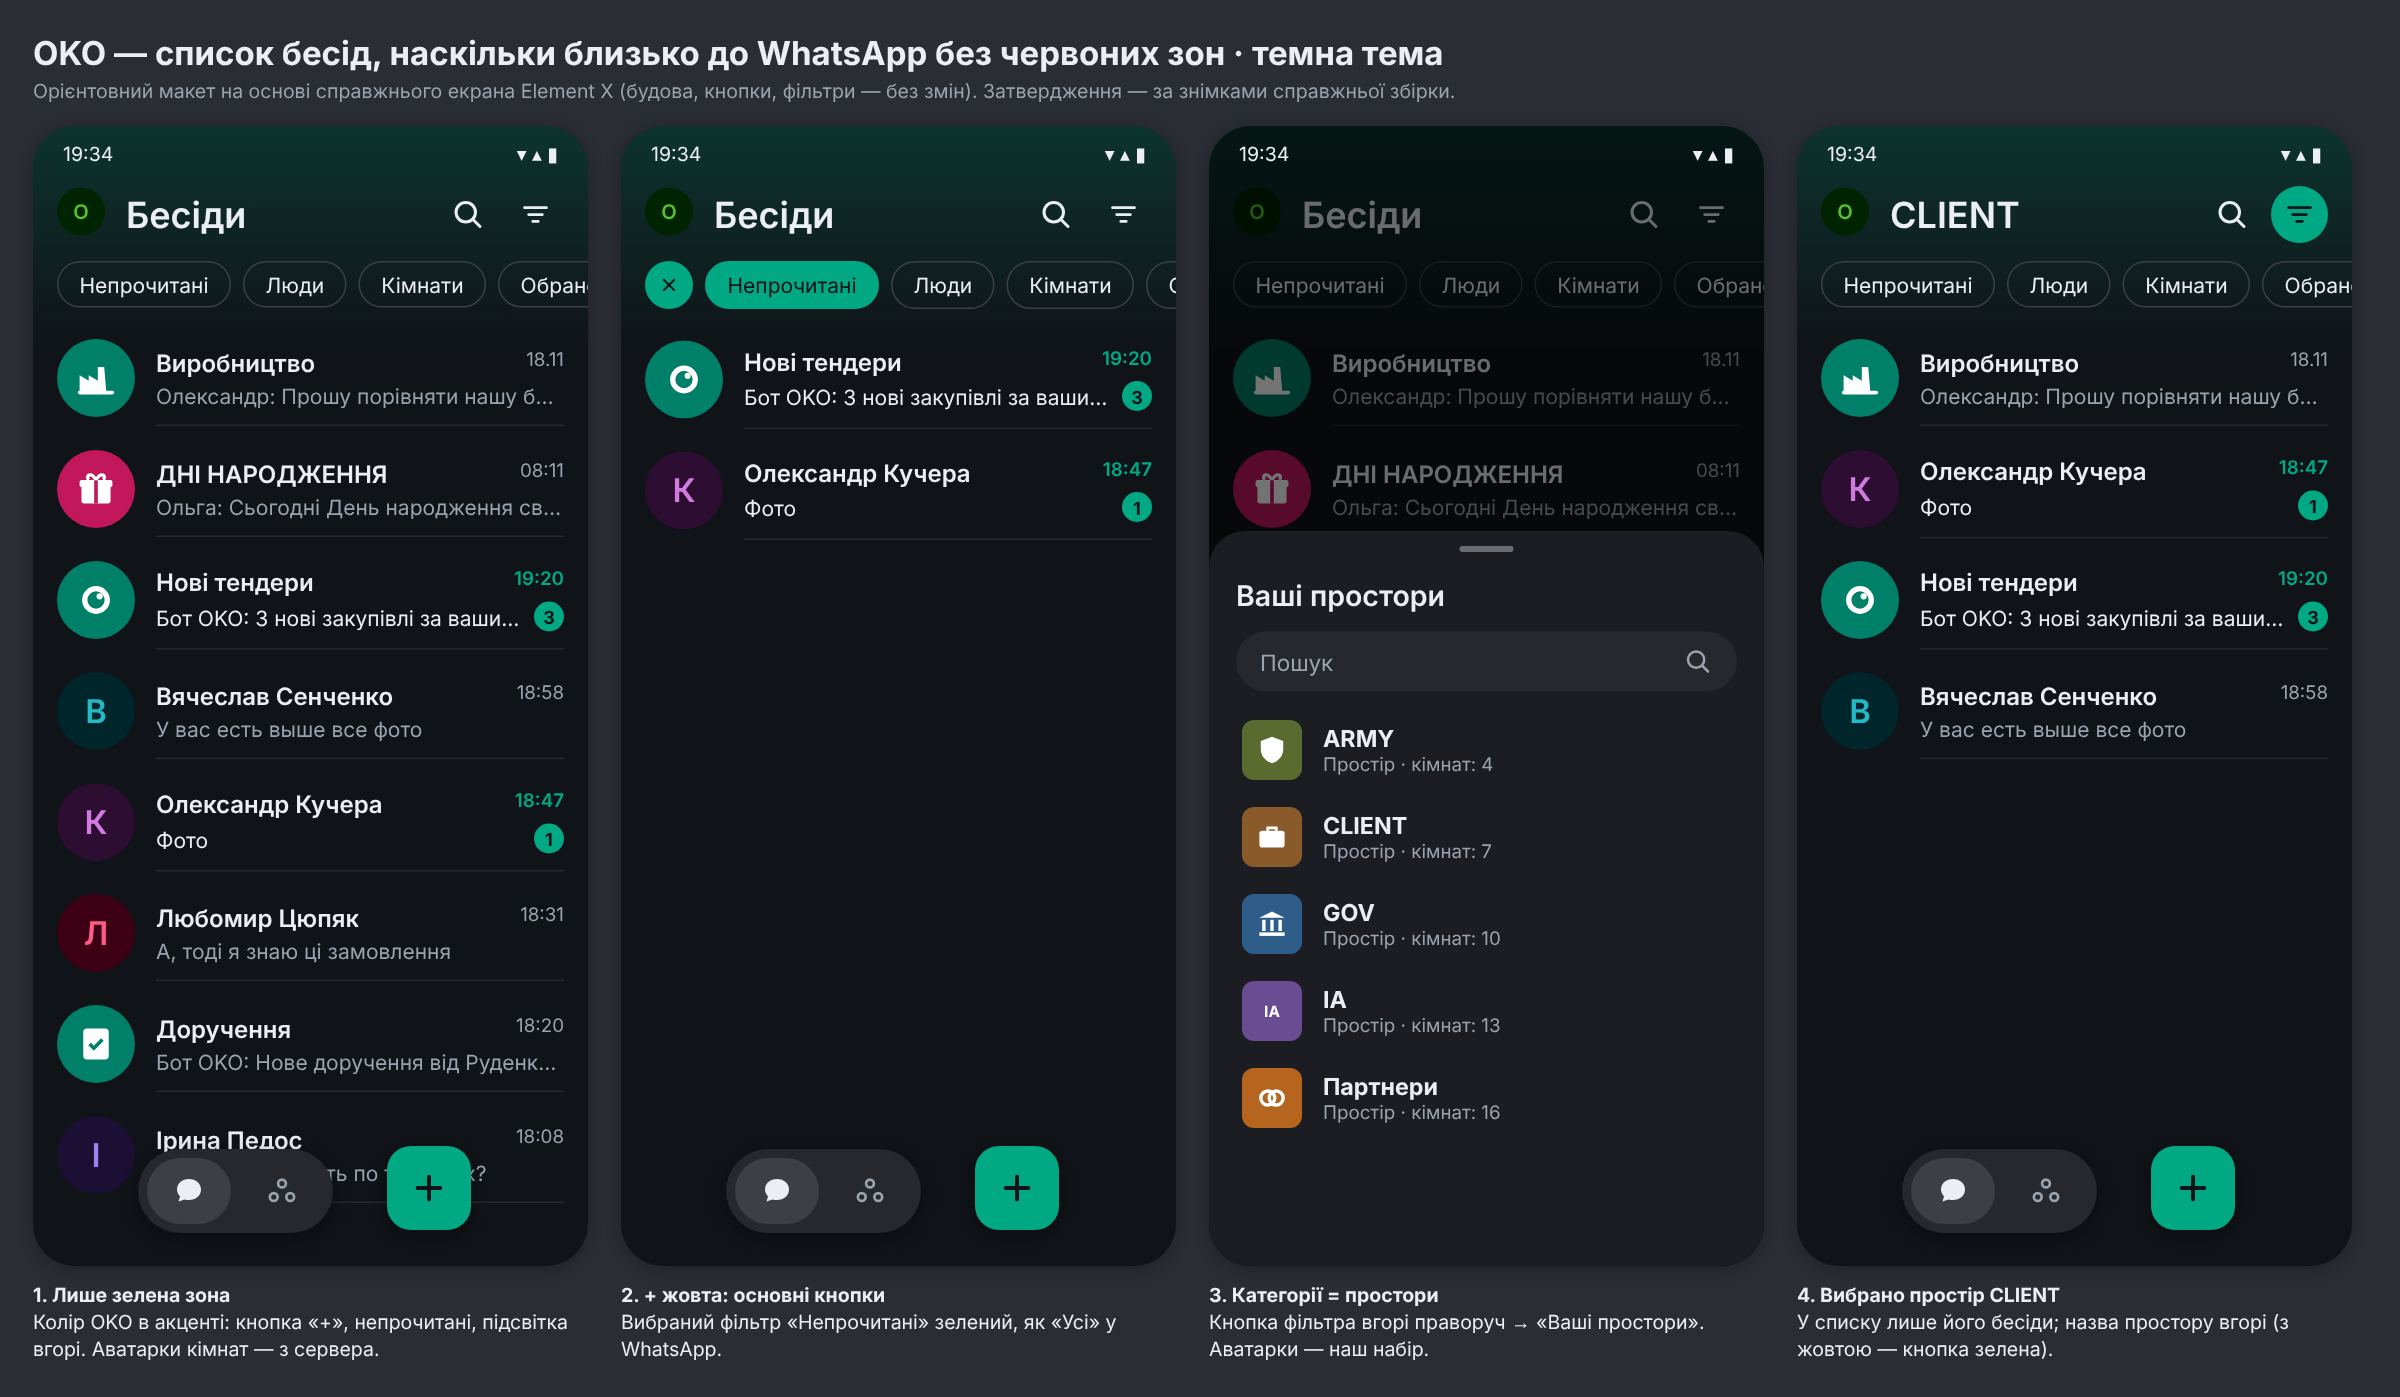 ОКО — список бесід, наскільки близько до WhatsApp без червоних зон · темна тема
Орієнтовний макет на основі справжнього екрана Element X (будова, кнопки, фільтри — без змін). Затвердження — за знімками справжньої збірки.
19:34
О Бесіди
Непрочитані Люди Кімнати Обран
Виробництво 18.11
Олександр: Прошу порівняти нашу б...
ДНІ НАРОДЖЕННЯ 08:11
Ольга: Сьогодні День народження св...
Нові тендери 19:20
Бот ОКО: 3 нові закупівлі за ваши... 3
В Вячеслав Сенченко 18:58
У вас есть выше все фото
К Олександр Кучера 18:47
Фото 1
Л Любомир Цюпяк 18:31
А, тоді я знаю ці замовлення
Доручення 18:20
Бот ОКО: Нове доручення від Руденк...
І Ірина Педос 18:08
ть по
+
1. Лише зелена зона
Колір ОКО в акценті: кнопка «+», непрочитані, підсвітка
вгорі. Аватарки кімнат — з сервера.
19:34
О Бесіди
✕ Непрочитані Люди Кімнати О
Нові тендери 19:20
Бот ОКО: 3 нові закупівлі за ваши... 3
К Олександр Кучера 18:47
Фото 1
+
2. + жовта: основні кнопки
Вибраний фільтр «Непрочитані» зелений, як «Усі» у
WhatsApp.
19:34
О Бесіди
Непрочитані Люди Кімнати Обран
Виробництво 18.11
Олександр: Прошу порівняти нашу б...
ДНІ НАРОДЖЕННЯ 08:11
Ольга: Сьогодні День народження св...
Ваші простори
Пошук
ARMY
Простір · кімнат: 4
CLIENT
Простір · кімнат: 7
GOV
Простір · кімнат: 10
IA IA
Простір · кімнат: 13
Партнери
Простір · кімнат: 16
3. Категорії = простори
Кнопка фільтра вгорі праворуч → «Ваші простори».
Аватарки — наш набір.
19:34
О CLIENT
Непрочитані Люди Кімнати Обран
Виробництво 18.11
Олександр: Прошу порівняти нашу б...
К Олександр Кучера 18:47
Фото 1
Нові тендери 19:20
Бот ОКО: 3 нові закупівлі за ваши... 3
В Вячеслав Сенченко 18:58
У вас есть выше все фото
+
4. Вибрано простір CLIENT
У списку лише його бесіди; назва простору вгорі (з
жовтою — кнопка зелена).